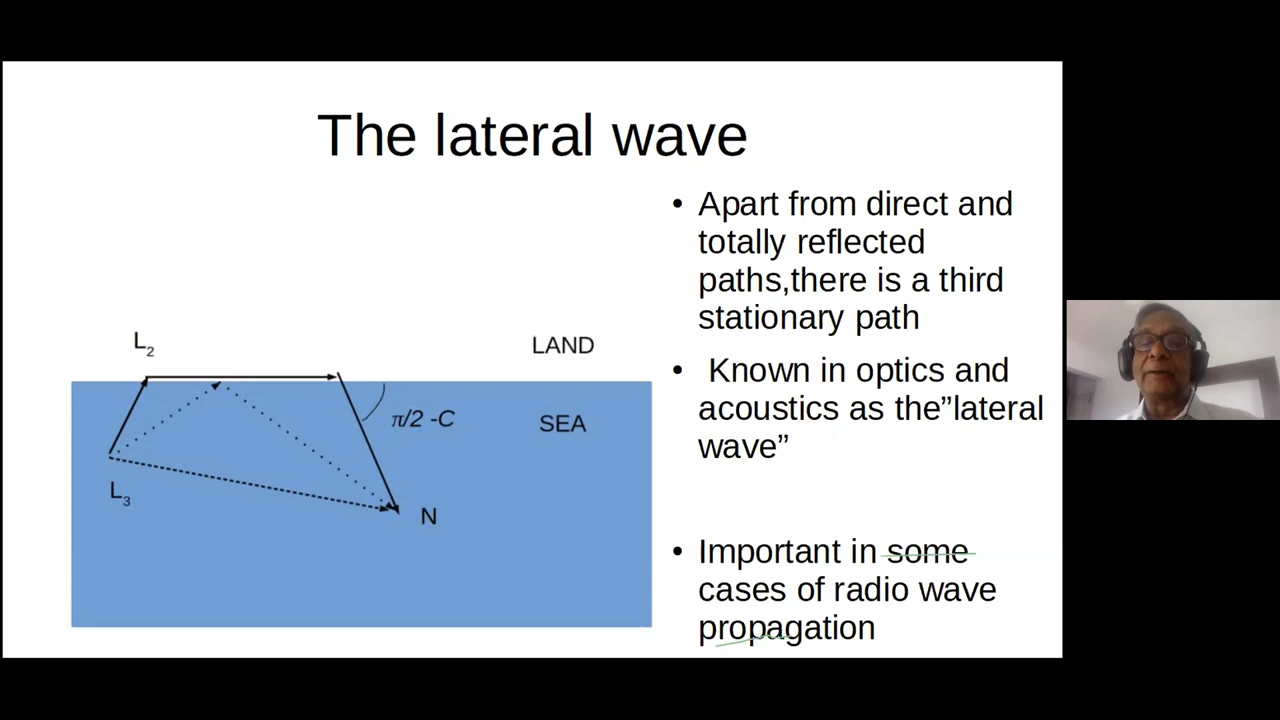 The lateral wave
• Apart from direct and
totally reflected
paths,there is a third
stationary path
• Known in optics and
acoustics as the”lateral
wave”
• Important in some
cases of radio wave
propagation
L2
LAND
π/2 -C
SEA
L3
N